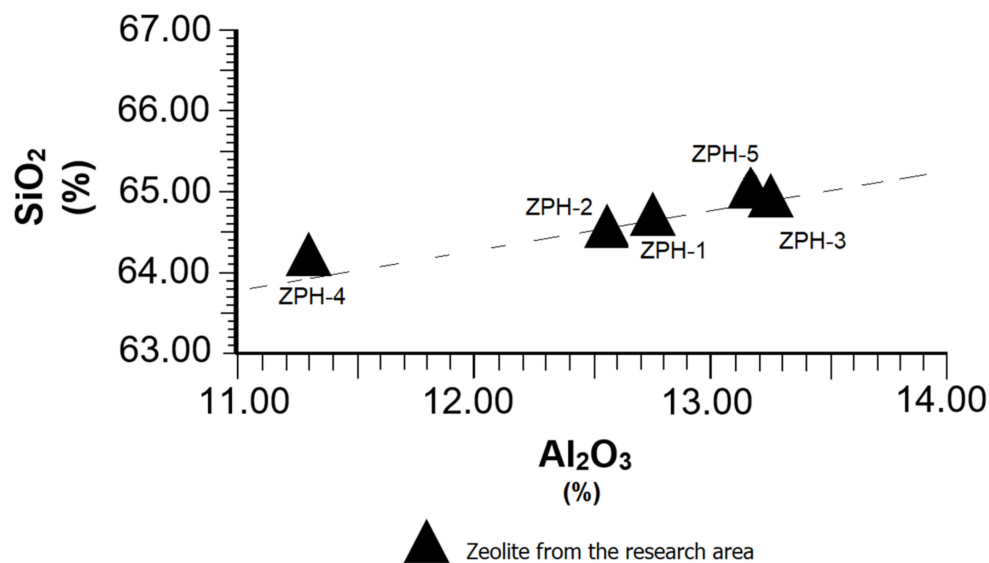 67.00
66.00
65.00
64.00
63.00
SiO₂
(%)
ZPH-5
ZPH-2
ZPH-1
ZPH-3
ZPH-4
11.00
12.00
13.00
14.00
Al₂O₃
(%)
Zeolite from the research area